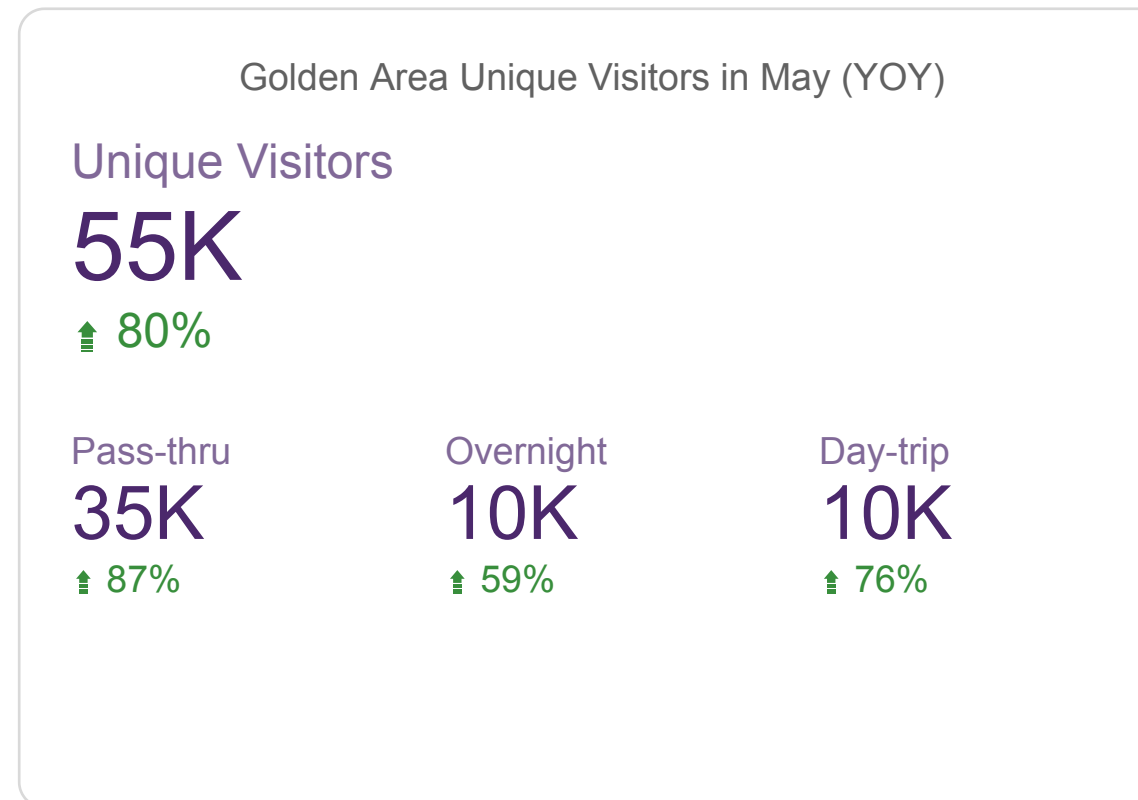 Golden Area Unique Visitors in May (YOY)
Unique Visitors
55K
80%
Pass-thru Overnight Day-trip
35K 10K 10K
87% 59% 76%